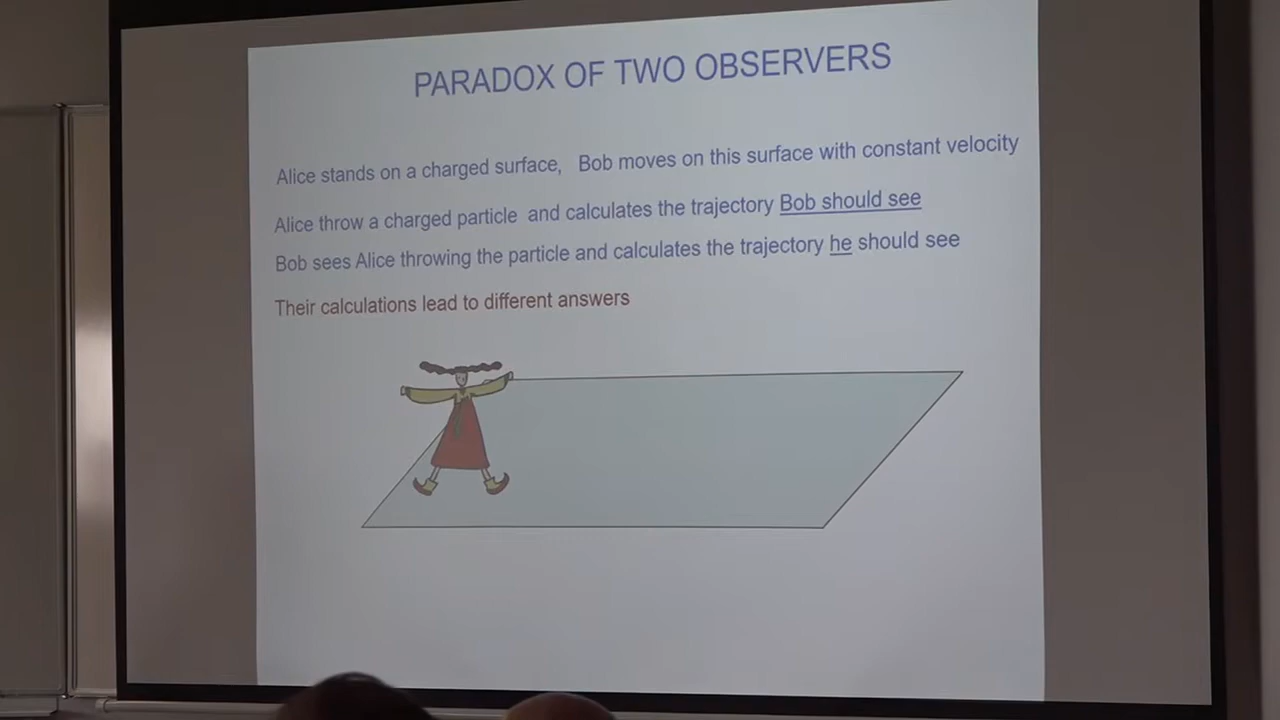 PARADOX OF TWO OBSERVERS
Alice stands on a charged surface, Bob moves on this surface with constant velocity
Alice throw a charged particle and calculates the trajectory Bob should see
Bob sees Alice throwing the particle and calculates the trajectory he should see
Their calculations lead to different answers